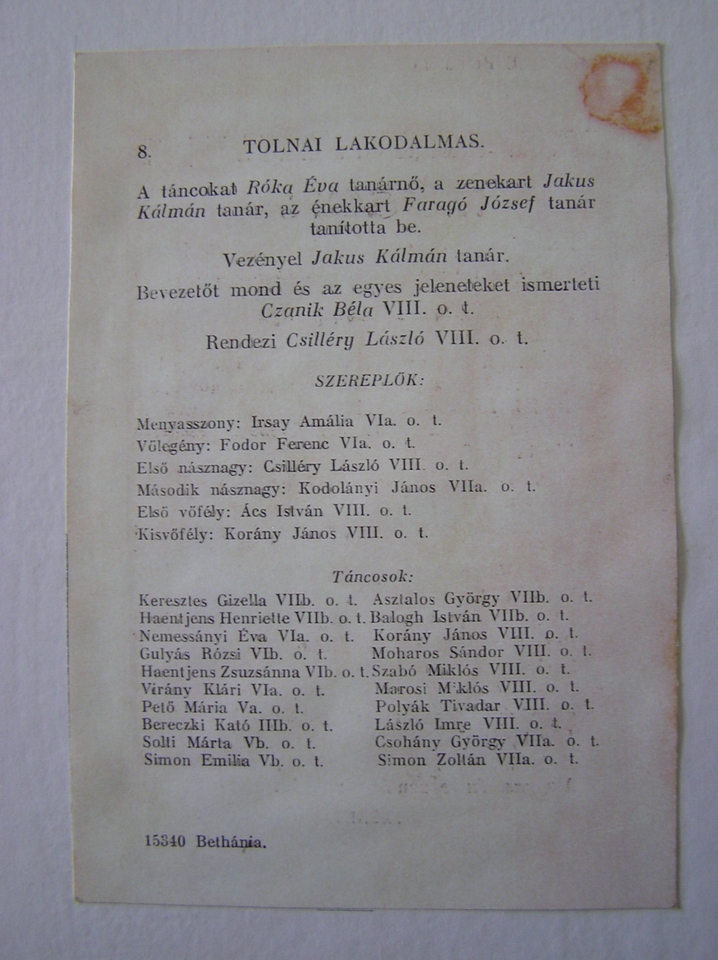 8. TOLNAI LAKODALMAS.
A táncokat Róka Éva tanárnő, a zenekart Jakus
Kálmán tanár, az énekkart Faragó József tanár
tanította be.
Vezényel Jakus Kálmán tanár.
Bevezetőt mond és az egyes jeleneteket ismerteti
Czanik Béla VIII. o. t.
Rendezi Csilléry László VIII. o. t.
SZEREPLŐK:
Menyasszony: Irsay Amália VIa. o. t.
Vőlegény: Fodor Ferenc VIa. o. t.
Első násznagy: Csilléry László VIII. o. t.
Második násznagy: Kodolányi János VIIa. o. t.
Első vőfély: Ács István VIII. o. t.
Kisvőfély: Korány János VIII. o. t.
Táncosok:
Keresztes Gizella VIIb. o. t. Asztalos György VIIb. o. t.
Haentjens Henriette VIIb. o. t. Balogh István VIIb. o. t.
Nemessányi Éva VIa. o. t. Korány János VIII. o. t.
Gulyás Rózsi VIb. o. t. Moharos Sándor VIII. o. t.
Haentjens Zsuzsánna VIb. o. t. Szabó Miklós VIII. o. t.
Virány Klári VIa. o. t. Marosi Miklós VIII. o. t.
Pető Mária Va. o. t. Polyák Tivadar VIII. o. t.
Bereczki Kató IIIb. o. t. László Imre VIII. o. t.
Solti Márta Vb. o. t. Csohány György VIIa. o. t.
Simon Emilia Vb. o. t. Simon Zoltán VIIa. o. t.
15340 Bethánia.